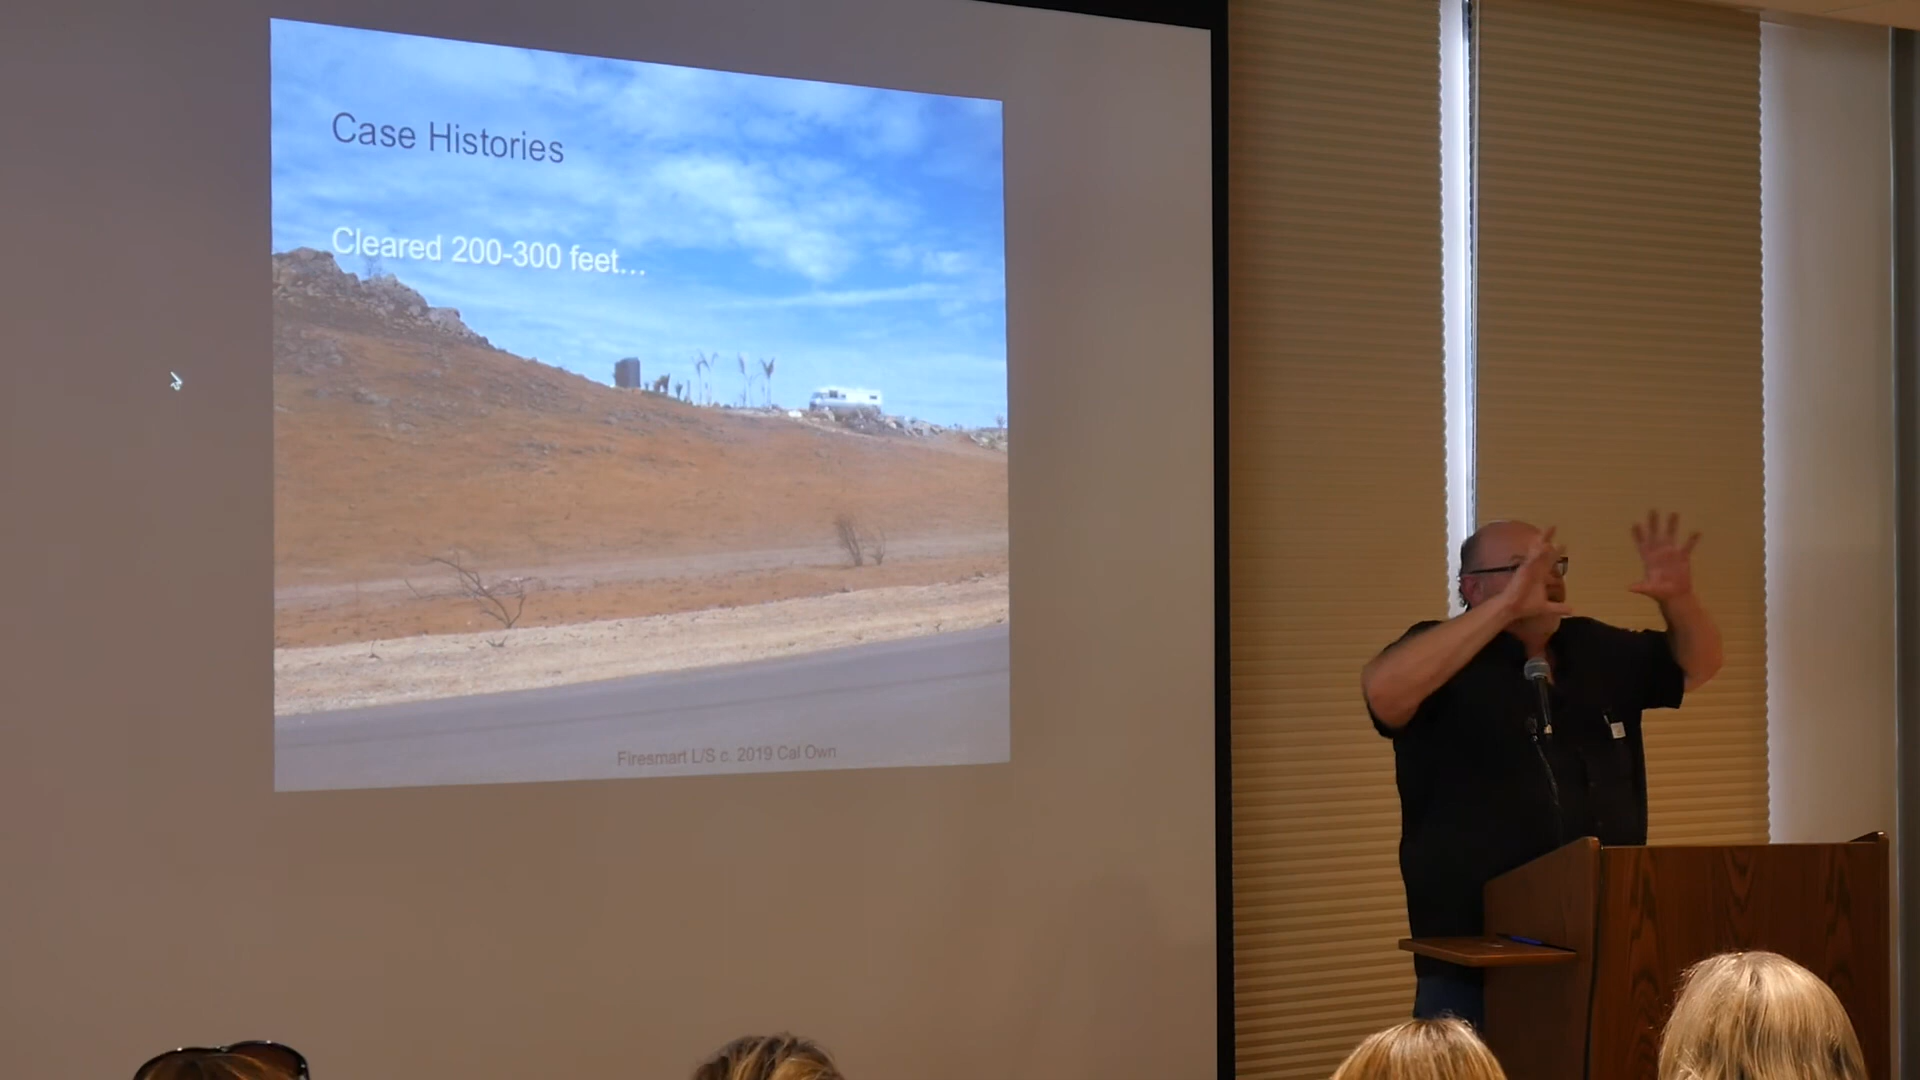 Case Histories
Cleared 200-300 feet...
Firesmart L/S c. 2019 Cal Own